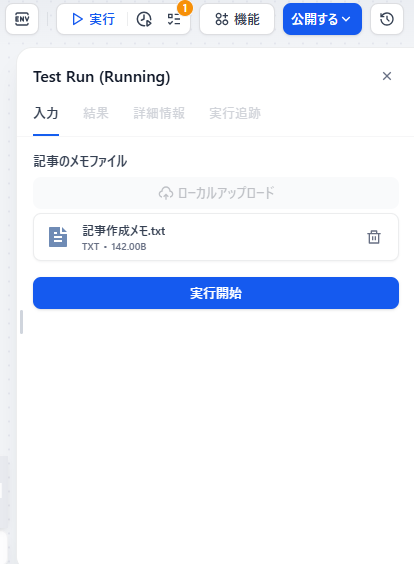 ENV
実行
1
機能
公開する
Test Run (Running)
入力 結果 詳細情報 実行追跡
記事のメモファイル
ローカルアップロード
記事作成メモ.txt
TXT • 142.00B
実行開始